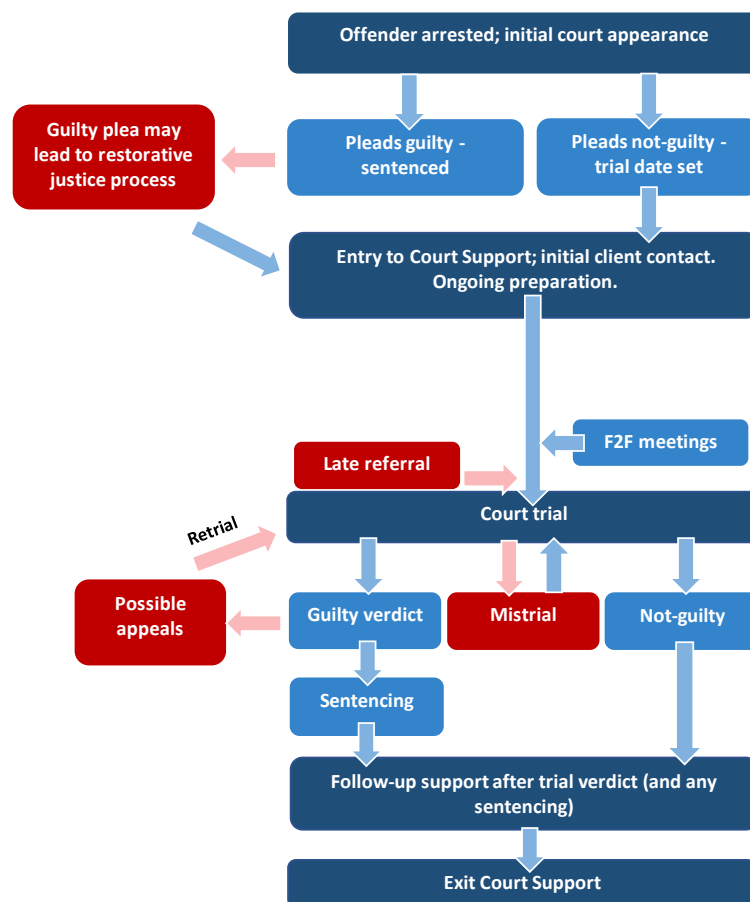 Offender arrested; initial court appearance
Guilty plea may
lead to restorative
justice process
Pleads guilty -
sentenced
Pleads not-guilty -
trial date set
Entry to Court Support; initial client contact.
Ongoing preparation.
F2F meetings
Late referral
Court trial
Retrial
Possible
appeals
Guilty verdict
Mistrial
Not-guilty
Sentencing
Follow-up support after trial verdict (and any
sentencing)
Exit Court Support